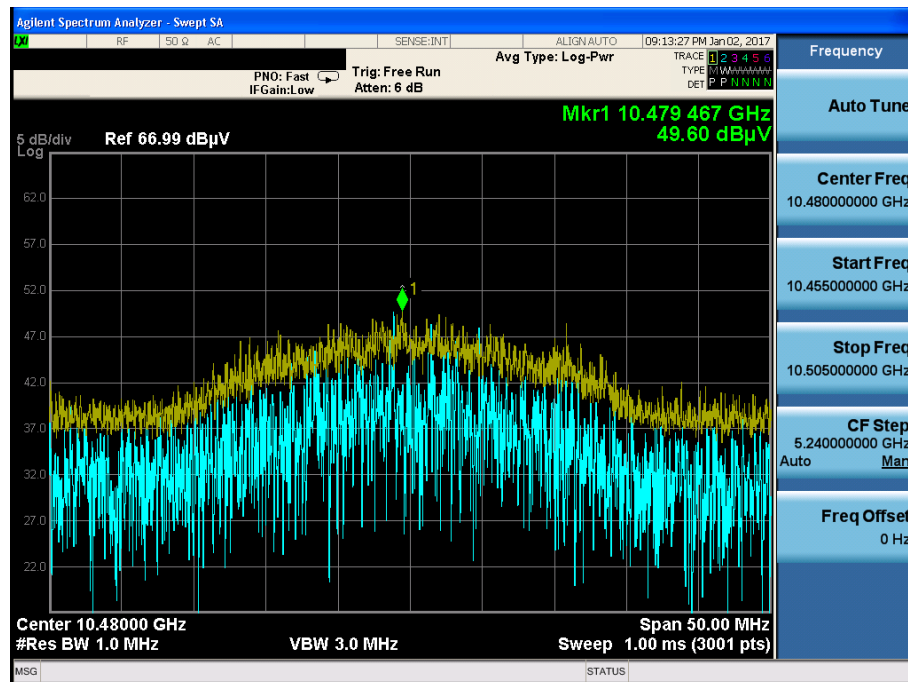 Agilent Spectrum Analyzer - Swept SA
LXI RF 50 Ω AC SENSE:INT ALIGN AUTO 09:13:27 PM Jan 02, 2017
PNO: Fast Trig: Free Run Avg Type: Log-Pwr TRACE 1 2 3 4 5 6
IFGain:Low Atten: 6 dB TYPE M W W W W W
DET P P N N N N
Mkr1 10.479 467 GHz
49.60 dBµV
5 dB/div Ref 66.99 dBµV
Log
62.0
57.0
52.0
1
47.0
42.0
37.0
32.0
27.0
22.0
Center 10.48000 GHz Span 50.00 MHz
#Res BW 1.0 MHz VBW 3.0 MHz Sweep 1.00 ms (3001 pts)
MSG STATUS
Frequency
Auto Tune
Center Freq
10.480000000 GHz
Start Freq
10.455000000 GHz
Stop Freq
10.505000000 GHz
CF Step
5.240000000 GHz
Auto Man
Freq Offset
0 Hz